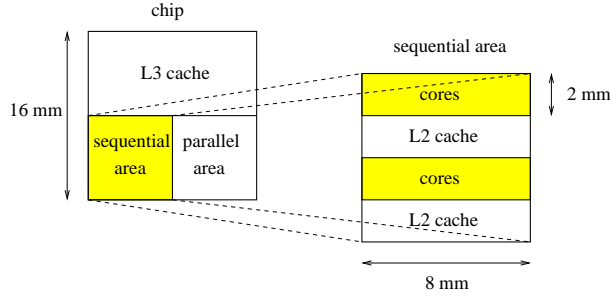 chip
L3 cache
16 mm
sequential
area
parallel
area
sequential area
cores
2 mm
L2 cache
cores
L2 cache
8 mm